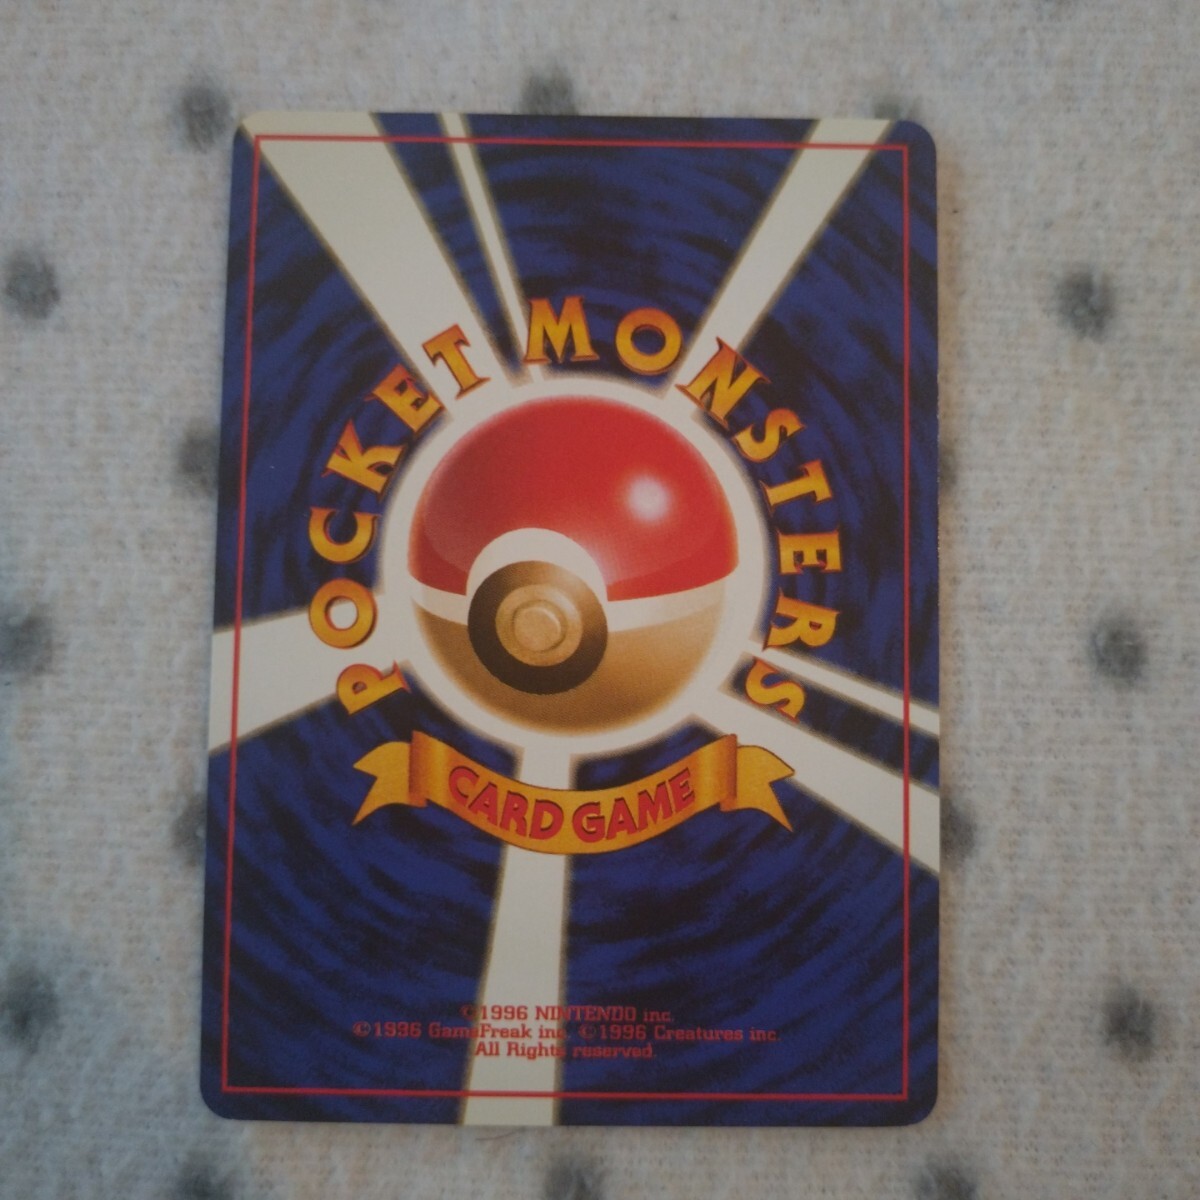 POCKET MONSTERS
CARD GAME
©1996 NINTENDO inc.
©1996 GameFreak inc. ©1996 Creatures inc.
All Rights reserved.